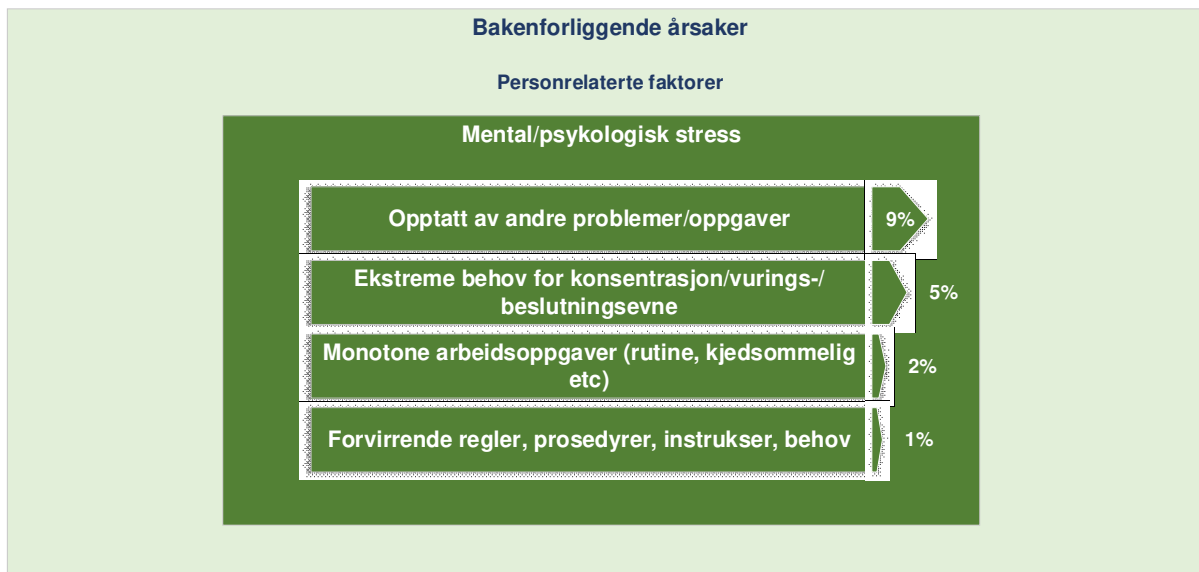 Bakenforliggende årsaker
Personrelaterte faktorer
Mental/psykologisk stress
Opptatt av andre problemer/oppgaver
9%
Ekstreme behov for konsentrasjon/vurings-/
beslutningsevne
5%
Monotone arbeidsoppgaver (rutine, kjedsommelig
etc)
2%
Forvirrende regler, prosedyrer, instrukser, behov
1%